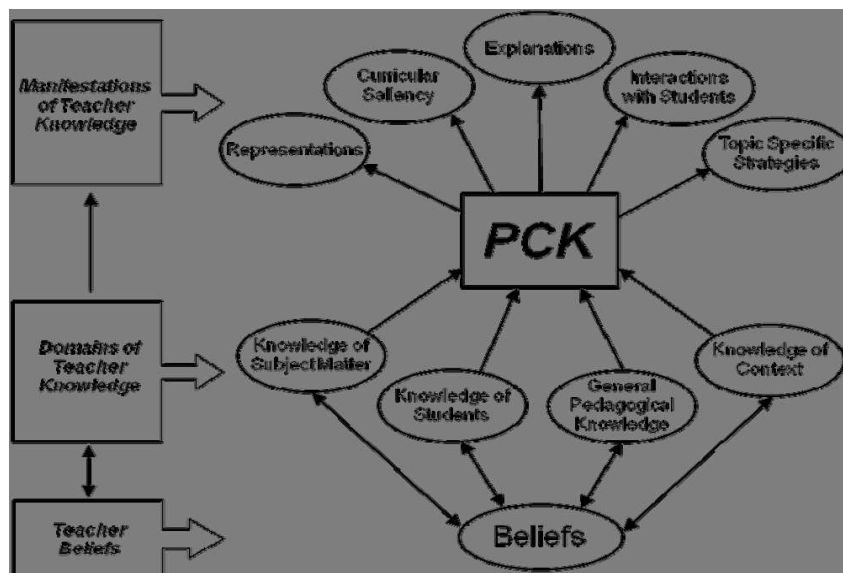 Manifestations
of Teacher
Knowledge
Explanations
Curricular
Saliency
Interactions
with Students
Representations
Topic Specific
Strategies
PCK
Domains of
Teacher
Knowledge
Knowledge of
Subject Matter
Knowledge of
Students
General
Pedagogical
Knowledge
Knowledge of
Context
Teacher
Beliefs
Beliefs